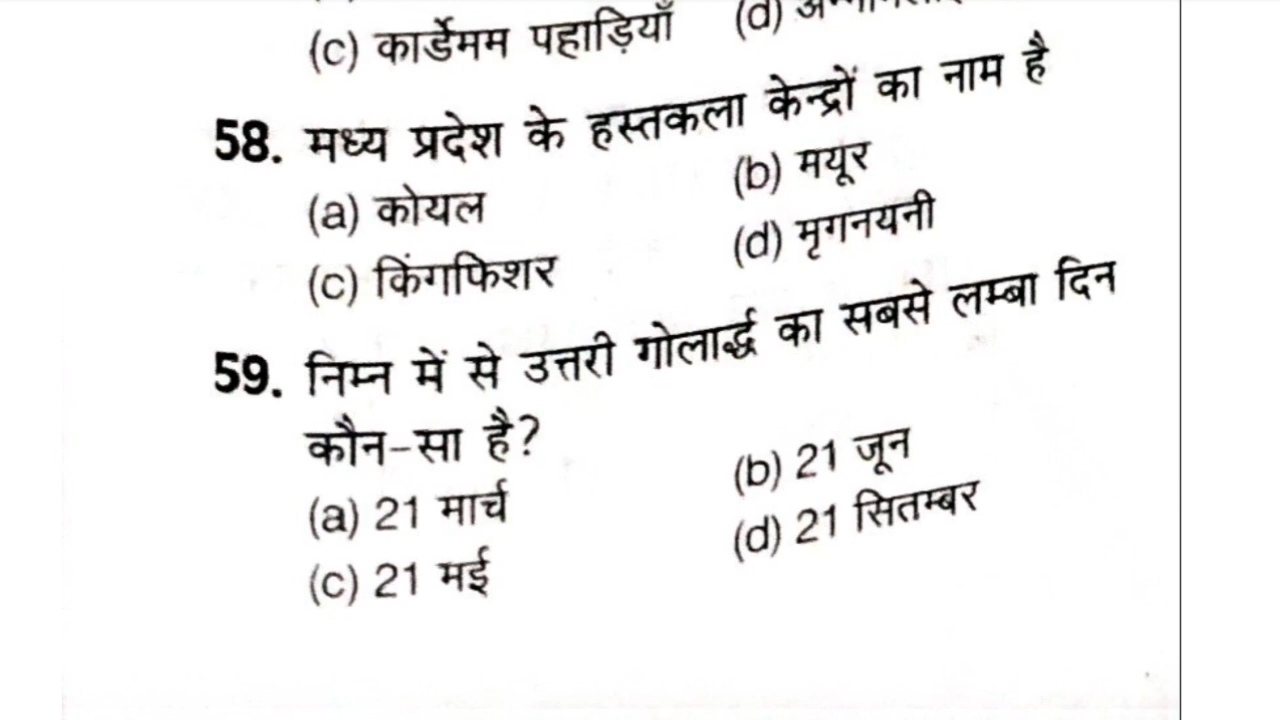 (c) कार्डेमम पहाड़ियाँ (d)
58. मध्य प्रदेश के हस्तकला केन्द्रों का नाम है
(a) कोयल (b) मयूर
(c) किंगफिशर (d) मृगनयनी
59. निम्न में से उत्तरी गोलार्द्ध का सबसे लम्बा दिन
कौन-सा है?
(a) 21 मार्च (b) 21 जून
(c) 21 मई (d) 21 सितम्बर